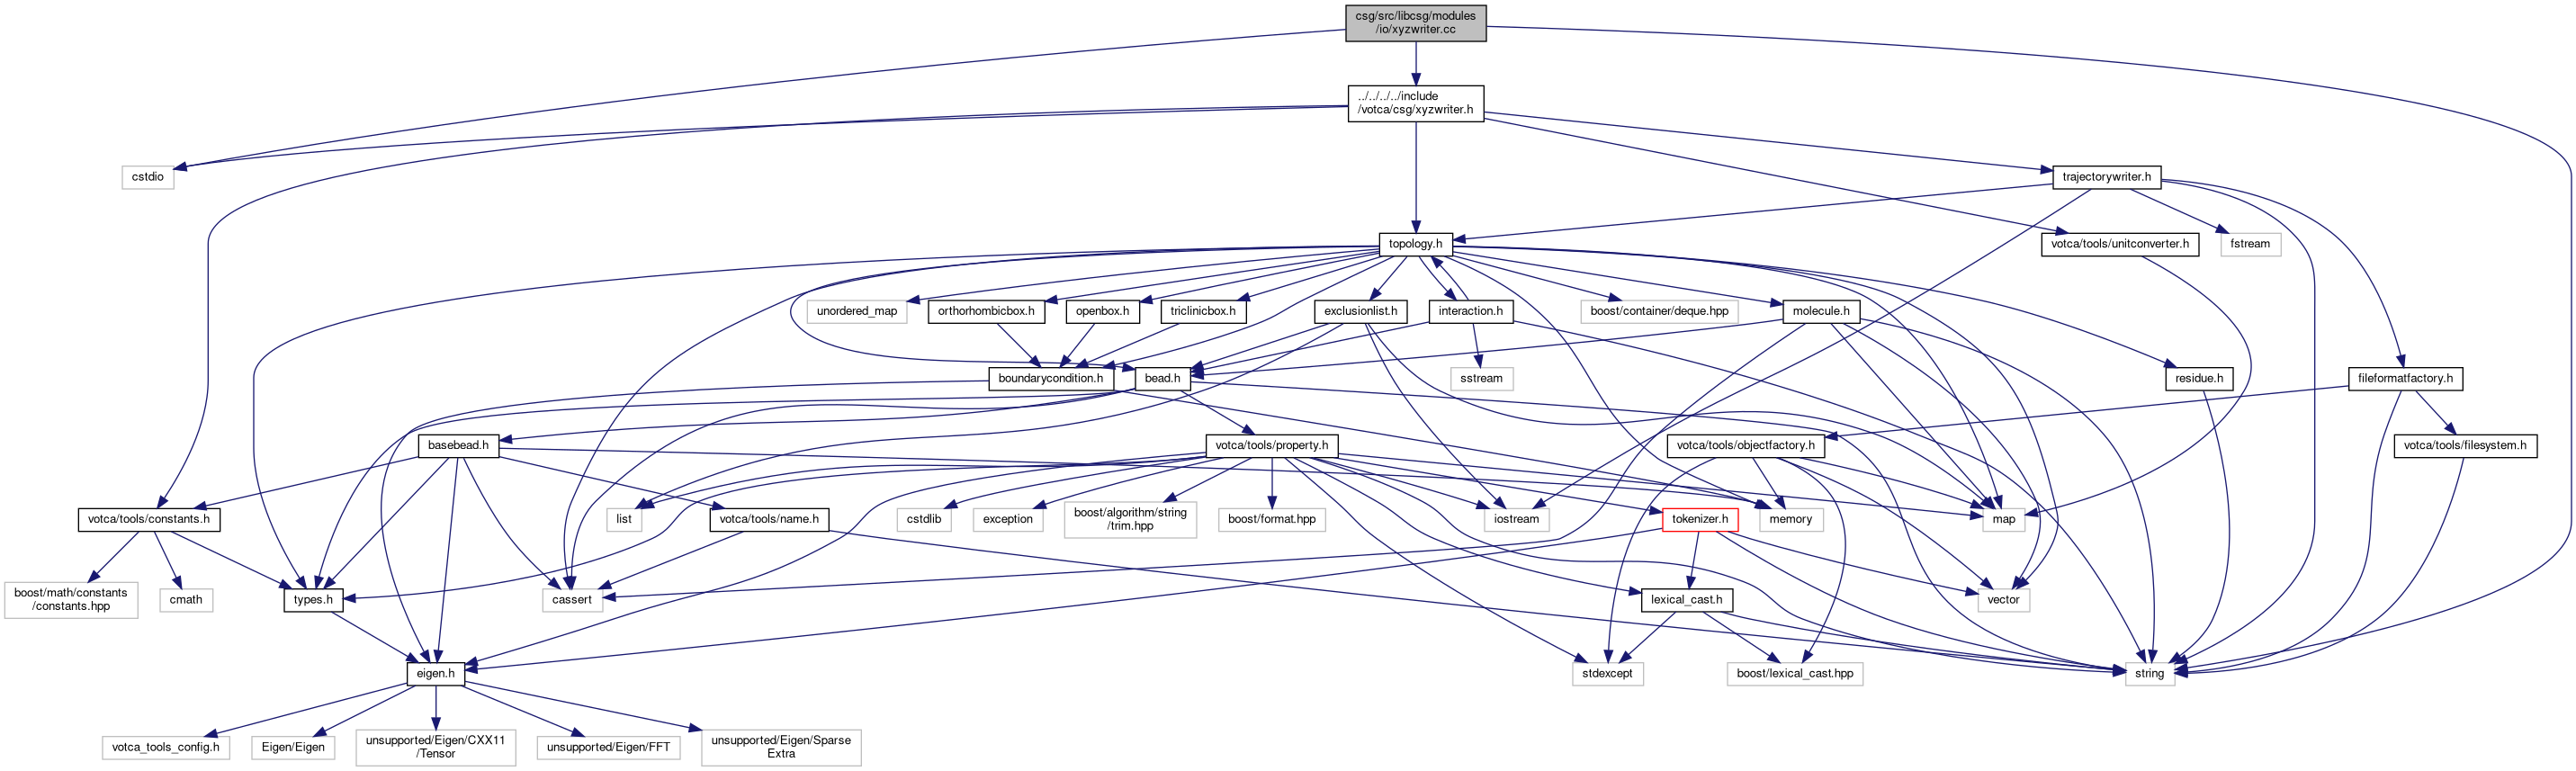 csg/src/libcsg/modules
/io/xyzwriter.cc
../../../../include
/votca/csg/xyzwriter.h
cstdio
trajectorywriter.h
topology.h
votca/tools/unitconverter.h
fstream
unordered_map
orthorhombicbox.h
openbox.h
triclinicbox.h
exclusionlist.h
interaction.h
boost/container/deque.hpp
molecule.h
boundarycondition.h
bead.h
sstream
residue.h
fileformatfactory.h
basebead.h
votca/tools/property.h
votca/tools/objectfactory.h
votca/tools/filesystem.h
votca/tools/constants.h
list
votca/tools/name.h
cstdlib
exception
boost/algorithm/string
/trim.hpp
boost/format.hpp
iostream
tokenizer.h
memory
map
boost/math/constants
/constants.hpp
cmath
types.h
cassert
lexical_cast.h
vector
eigen.h
stdexcept
boost/lexical_cast.hpp
string
votca_tools_config.h
Eigen/Eigen
unsupported/Eigen/CXX11
/Tensor
unsupported/Eigen/FFT
unsupported/Eigen/Sparse
Extra